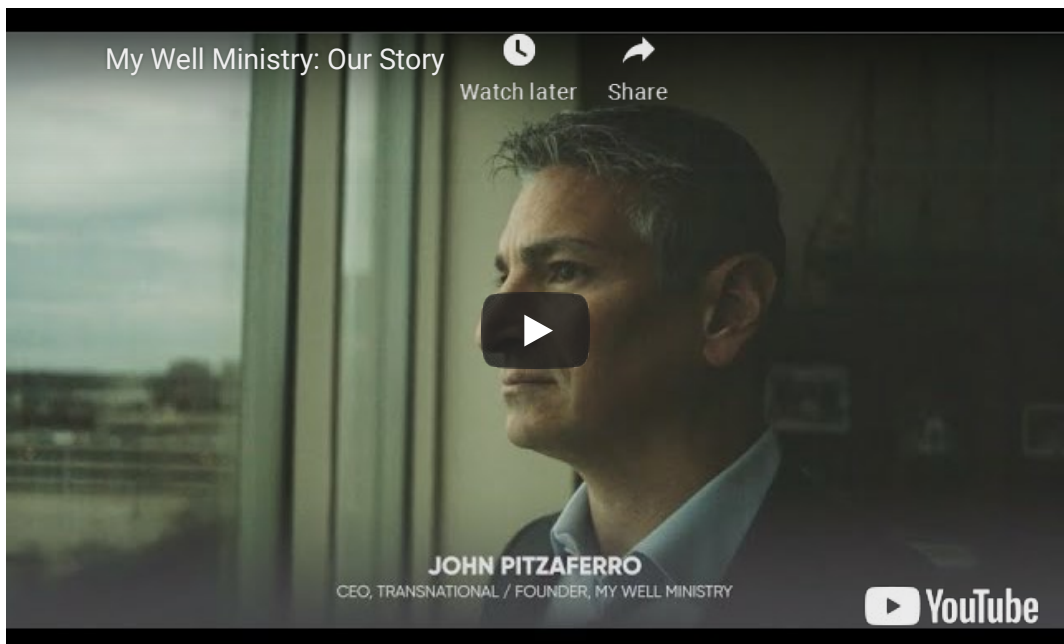 My Well Ministry: Our Story
Watch later
Share
JOHN PITZAFERRO
CEO, TRANSNATIONAL / FOUNDER, MY WELL MINISTRY
YouTube